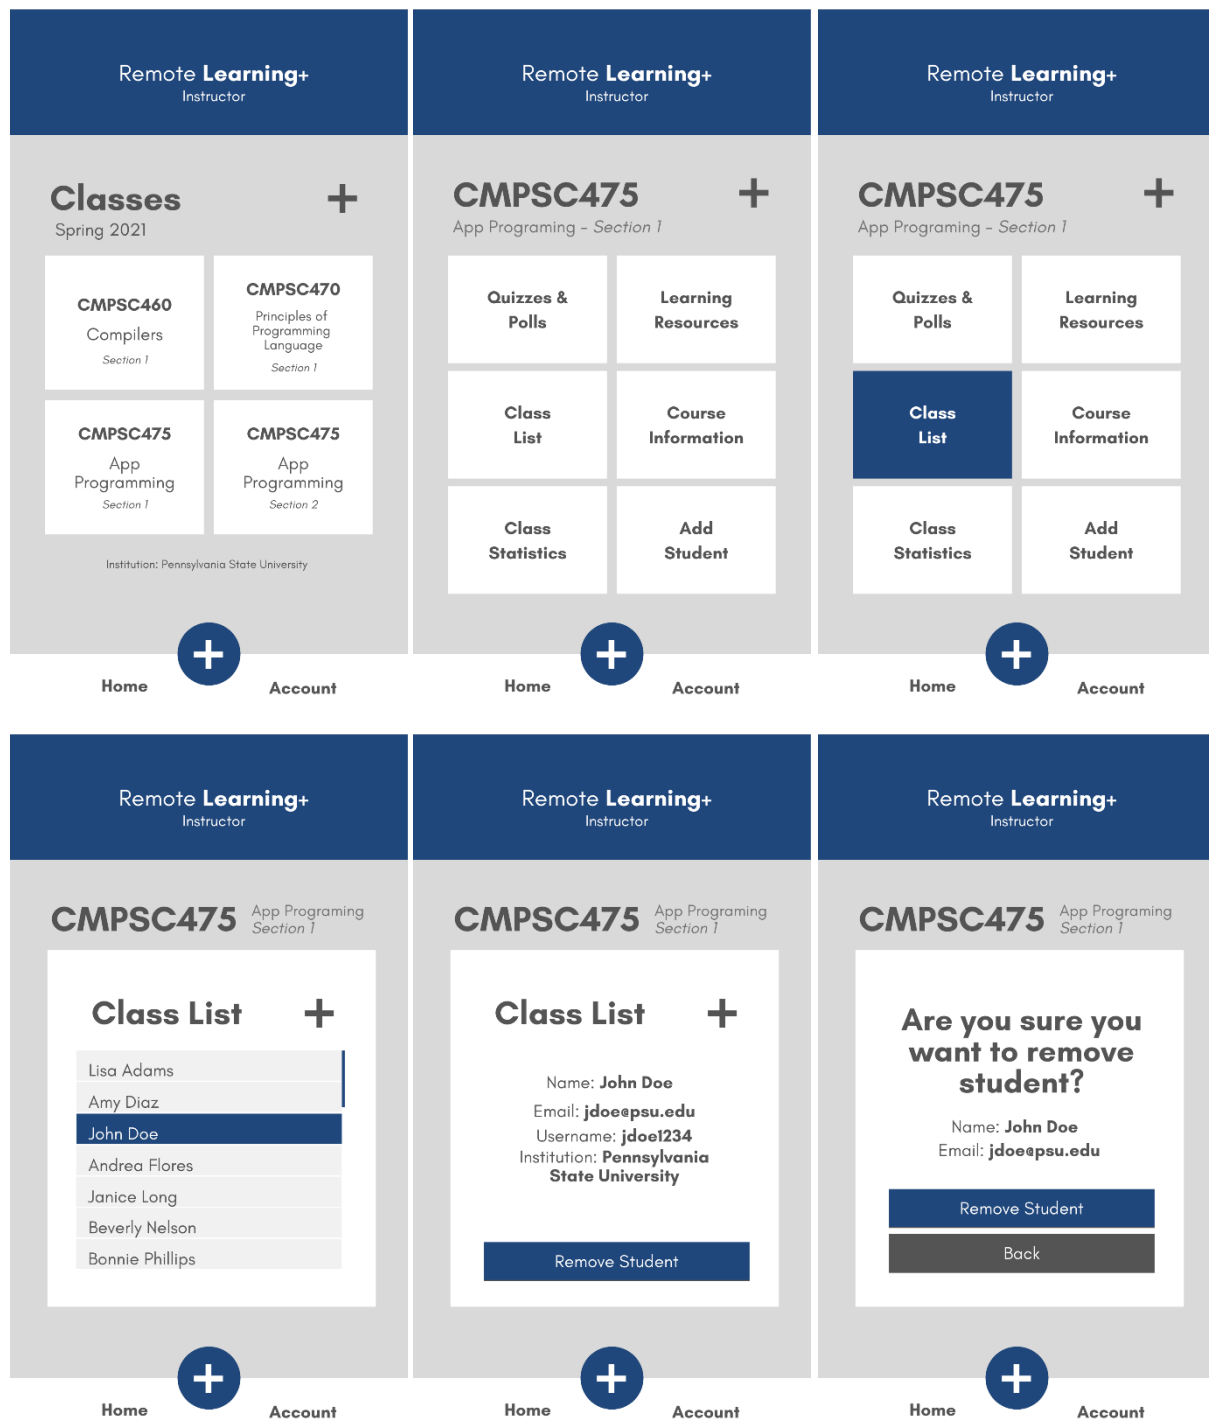 Remote Learning+
Instructor
Classes
Spring 2021
+
CMPSC460
Compilers
Section 1
CMPSC470
Principles of
Programming
Language
Section 1
CMPSC475
App
Programming
Section 1
CMPSC475
App
Programming
Section 2
Institution: Pennsylvania State University
+
Home
Account
Remote Learning+
Instructor
CMPSC475
+
App Programing - Section 1
Quizzes &
Polls
Learning
Resources
Class
List
Course
Information
Class
Statistics
Add
Student
+
Home
Account
Remote Learning+
Instructor
CMPSC475
+
App Programing - Section 1
Quizzes &
Polls
Learning
Resources
Class
List
Course
Information
Class
Statistics
Add
Student
+
Home
Account
Remote Learning+
Instructor
CMPSC475
App Programing
Section 1
Class List
+
Lisa Adams
Amy Diaz
John Doe
Andrea Flores
Janice Long
Beverly Nelson
Bonnie Phillips
+
Home
Account
Remote Learning+
Instructor
CMPSC475
App Programing
Section 1
Class List
+
Name: John Doe
Email: jdoe@psu.edu
Username: jdoe1234
Institution: Pennsylvania
State University
Remove Student
+
Home
Account
Remote Learning+
Instructor
CMPSC475
App Programing
Section 1
Are you sure you
want to remove
student?
Name: John Doe
Email: jdoe@psu.edu
Remove Student
Back
+
Home
Account